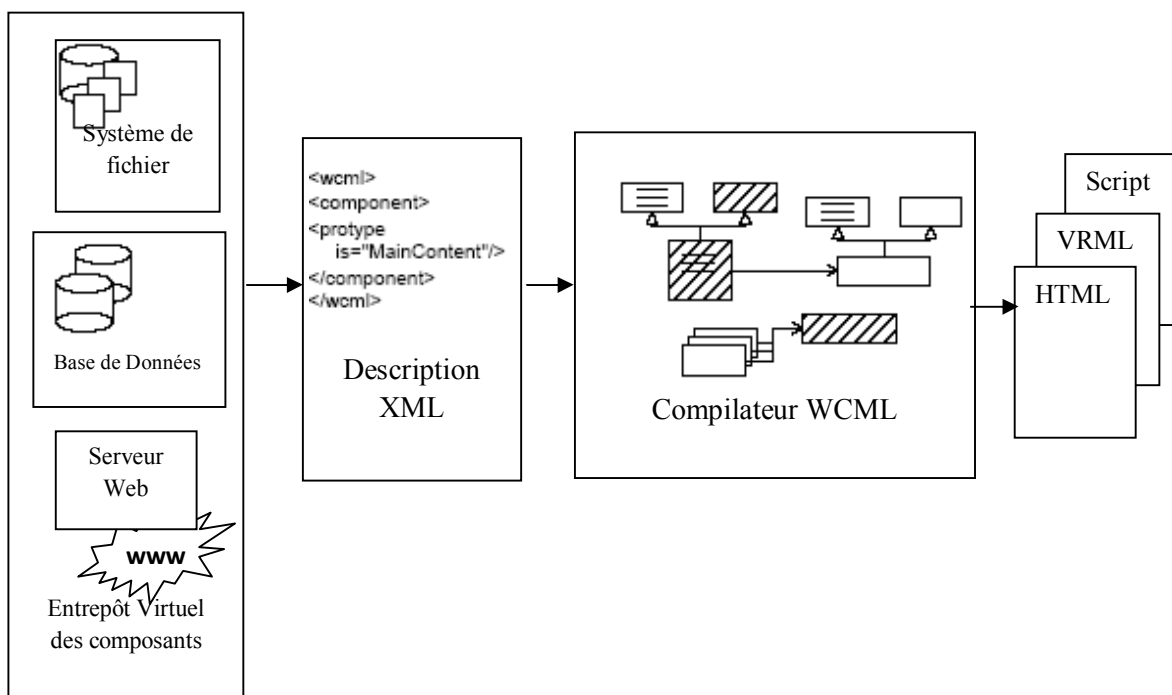 Système de
fichier
Base de Données
Serveur
Web
www
Entrepôt Virtuel
des composants
<wcml>
<component>
<protype
is="MainContent"/>
</component>
</wcml>
Description
XML
Compilateur WCML
Script
VRML
HTML